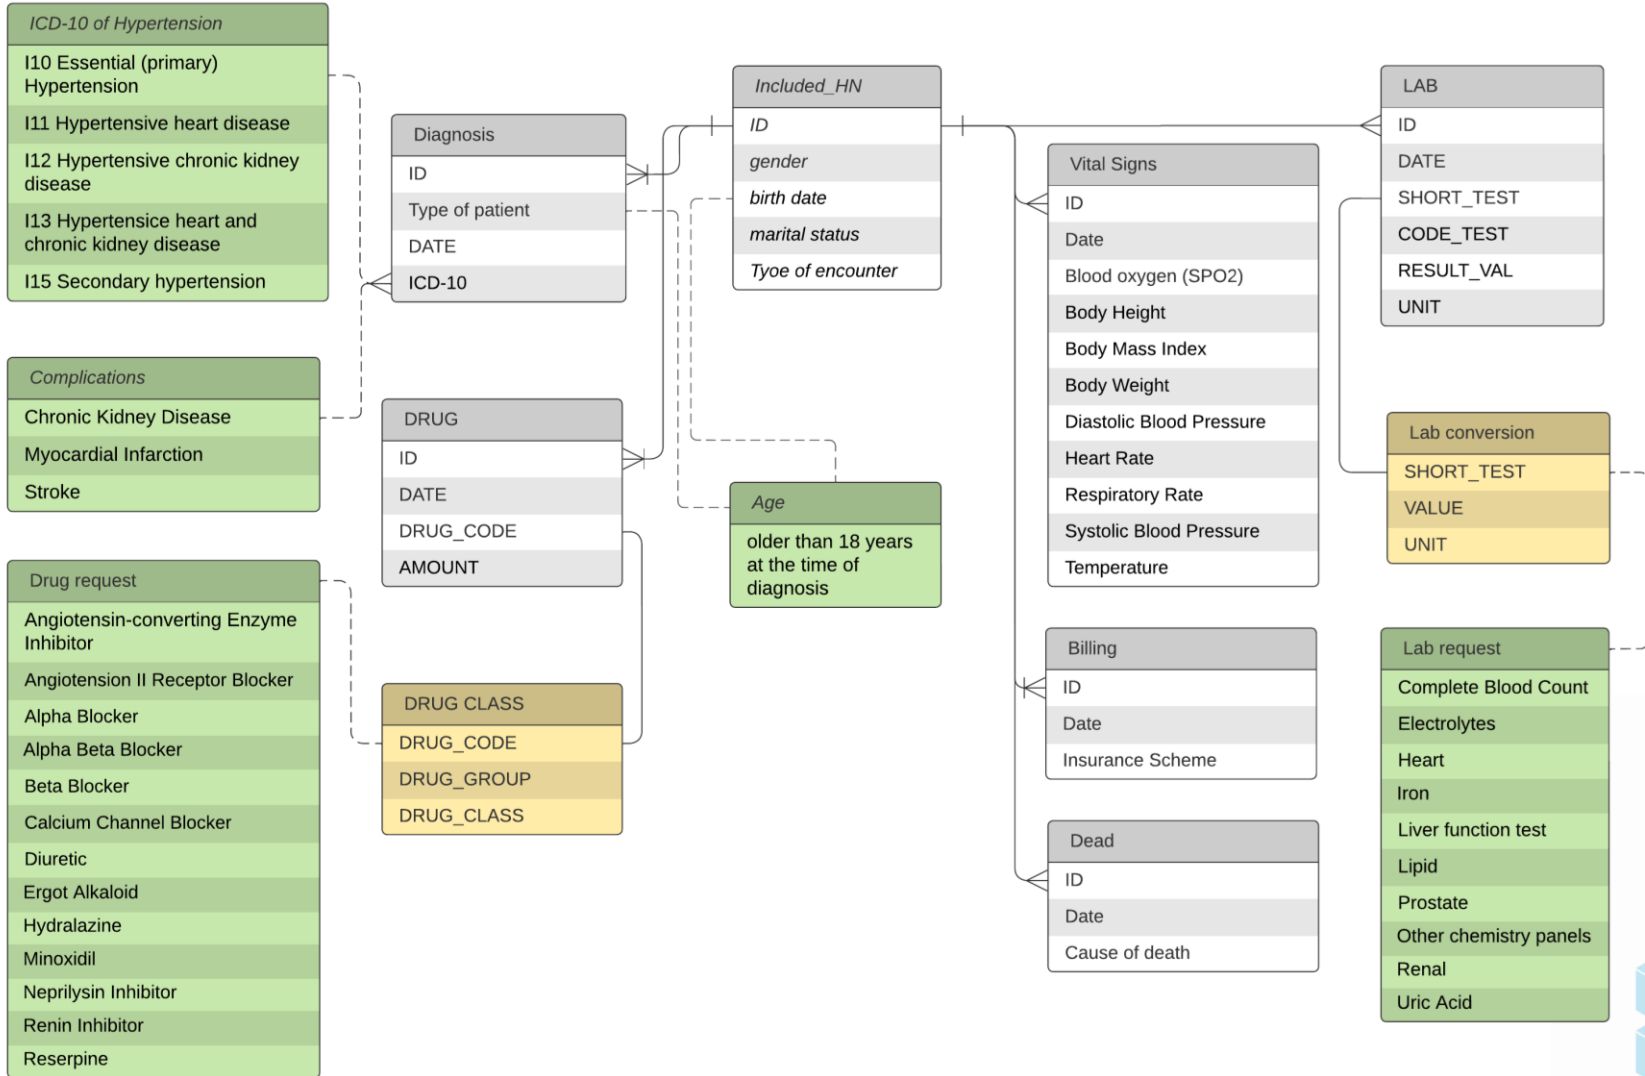 ICD-10 of Hypertension
I10 Essential (primary)
Hypertension
I11 Hypertensive heart disease
I12 Hypertensive chronic kidney
disease
I13 Hypertensice heart and
chronic kidney disease
I15 Secondary hypertension
Complications
Chronic Kidney Disease
Myocardial Infarction
Stroke
Drug request
Angiotensin-converting Enzyme
Inhibitor
Angiotension II Receptor Blocker
Alpha Blocker
Alpha Beta Blocker
Beta Blocker
Calcium Channel Blocker
Diuretic
Ergot Alkaloid
Hydralazine
Minoxidil
Neprilysin Inhibitor
Renin Inhibitor
Reserpine
Diagnosis
ID
Type of patient
DATE
ICD-10
DRUG
ID
DATE
DRUG_CODE
AMOUNT
DRUG CLASS
DRUG_CODE
DRUG_GROUP
DRUG_CLASS
Included_HN
ID
gender
birth date
marital status
Tyoe of encounter
Age
older than 18 years
at the time of
diagnosis
Vital Signs
ID
Date
Blood oxygen (SPO2)
Body Height
Body Mass Index
Body Weight
Diastolic Blood Pressure
Heart Rate
Respiratory Rate
Systolic Blood Pressure
Temperature
Billing
ID
Date
Insurance Scheme
Dead
ID
Date
Cause of death
LAB
ID
DATE
SHORT_TEST
CODE_TEST
RESULT_VAL
UNIT
Lab conversion
SHORT_TEST
VALUE
UNIT
Lab request
Complete Blood Count
Electrolytes
Heart
Iron
Liver function test
Lipid
Prostate
Other chemistry panels
Renal
Uric Acid